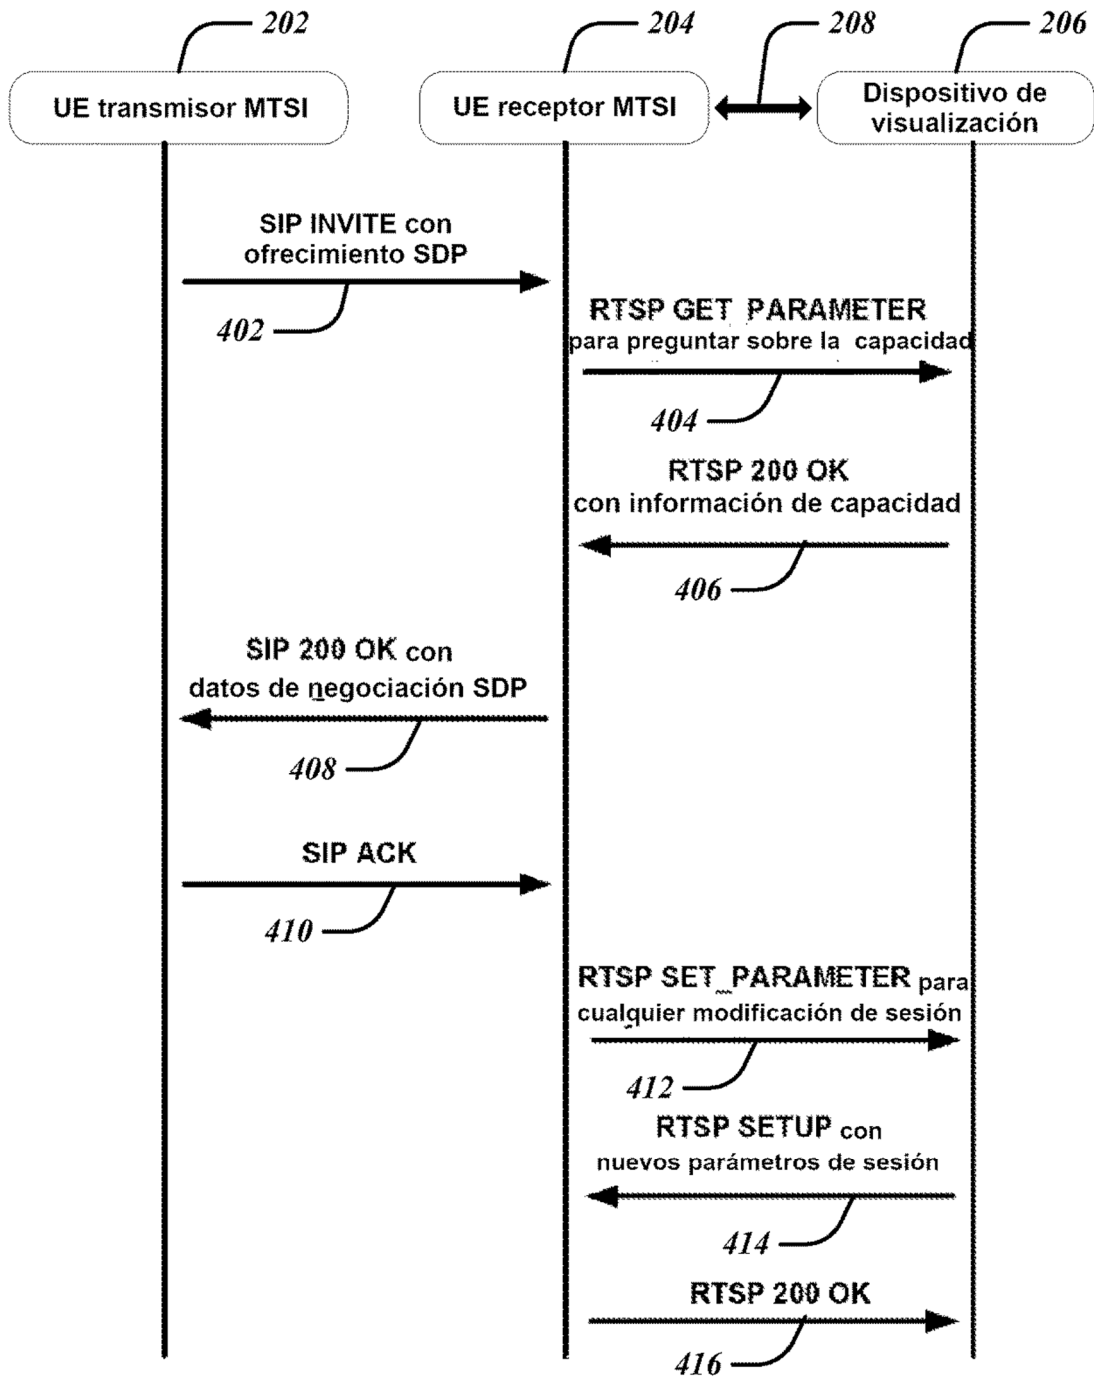 202
204
208
206
UE transmisor MTSI
UE receptor MTSI
Dispositivo de
visualización
SIP INVITE con
ofrecimiento SDP
402
RTSP GET_PARAMETER
para preguntar sobre la capacidad
404
RTSP 200 OK
con información de capacidad
406
SIP 200 OK con
datos de negociación SDP
408
SIP ACK
410
RTSP SET_PARAMETER para
cualquier modificación de sesión
412
RTSP SETUP con
nuevos parámetros de sesión
414
RTSP 200 OK
416